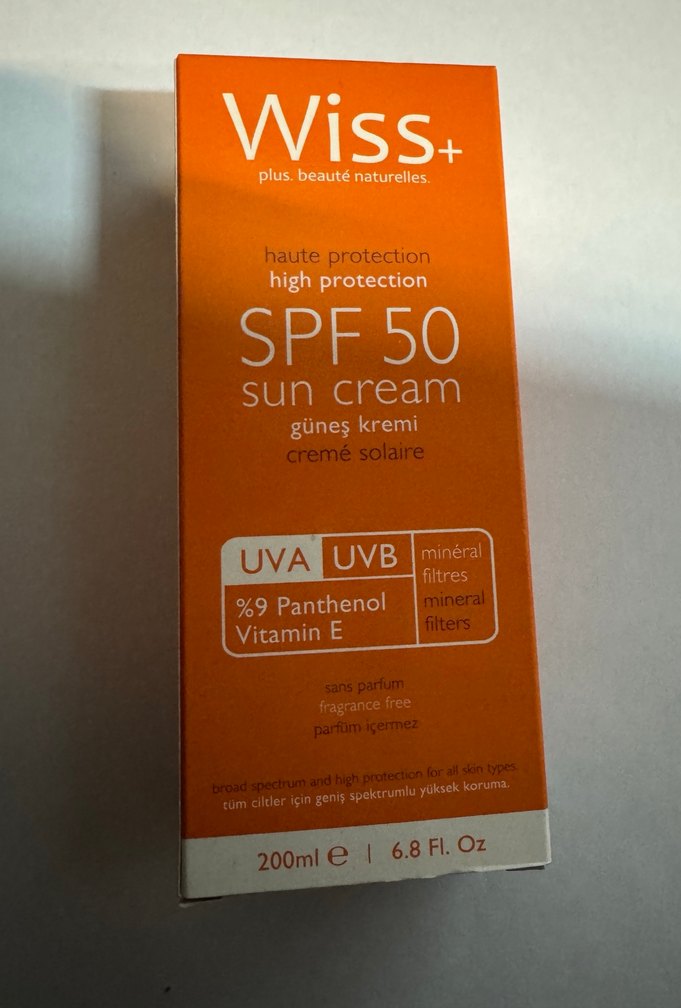 Wiss+
plus. beauté naturelles.
haute protection
high protection
SPF 50
sun cream
güneş kremi
cremé solaire
UVA UVB
%9 Panthenol
Vitamin E
minéral
filtres
mineral
filters
sans parfum
fragrance free
parfüm içermez
broad spectrum and high protection for all skin types.
tüm ciltler için geniş spektrumlu yüksek koruma.
200ml ℮ | 6.8 Fl. Oz